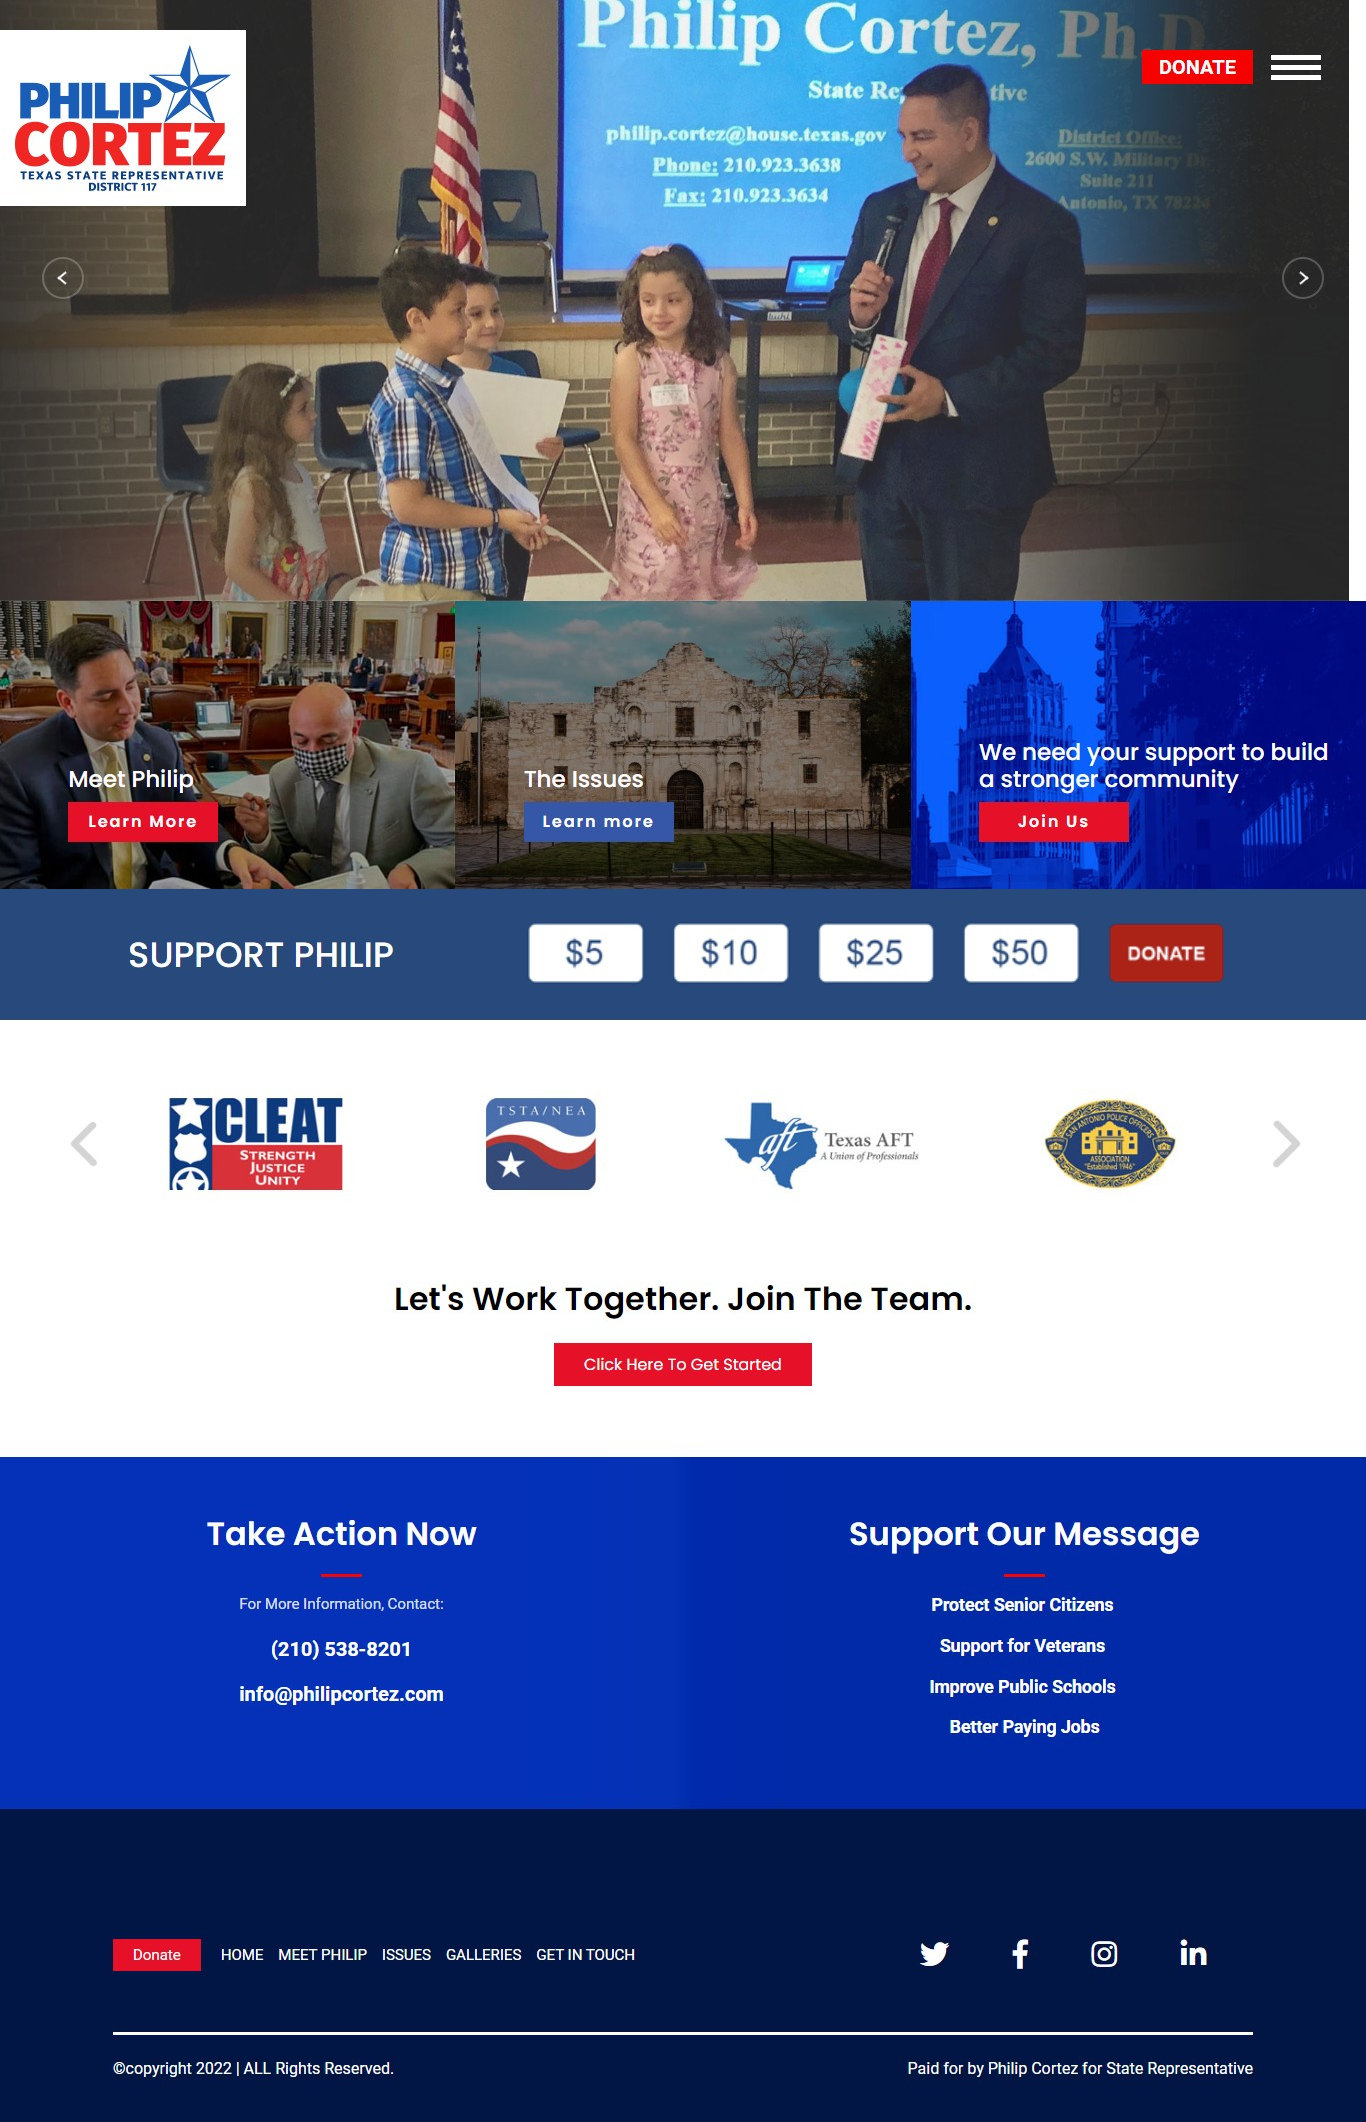 Philip Cortez, Ph.D.
State Re tive
philip.cortez@house.texas.gov
Phone: 210.923.3638
Fax: 210.923.3634
District Office:
2600 S.W. Military Dr.
Suite 211
Antonio, TX 78224
DONATE
PHILIP
CORTEZ
TEXAS STATE REPRESENTATIVE
DISTRICT 117
Meet Philip
Learn More
The Issues
Learn more
We need your support to build
a stronger community
Join Us
SUPPORT PHILIP
$5
$10
$25
$50
DONATE
CLEAT
STRENGTH
JUSTICE
UNITY
TSTA/NEA
aft
Texas AFT
A Union of Professionals
SAN ANTONIO POLICE OFFICERS
ASSOCIATION
"Established 1946"
Let's Work Together. Join The Team.
Click Here To Get Started
Take Action Now
For More Information, Contact:
(210) 538-8201
info@philipcortez.com
Support Our Message
Protect Senior Citizens
Support for Veterans
Improve Public Schools
Better Paying Jobs
Donate
HOME
MEET PHILIP
ISSUES
GALLERIES
GET IN TOUCH
©copyright 2022 | ALL Rights Reserved.
Paid for by Philip Cortez for State Representative